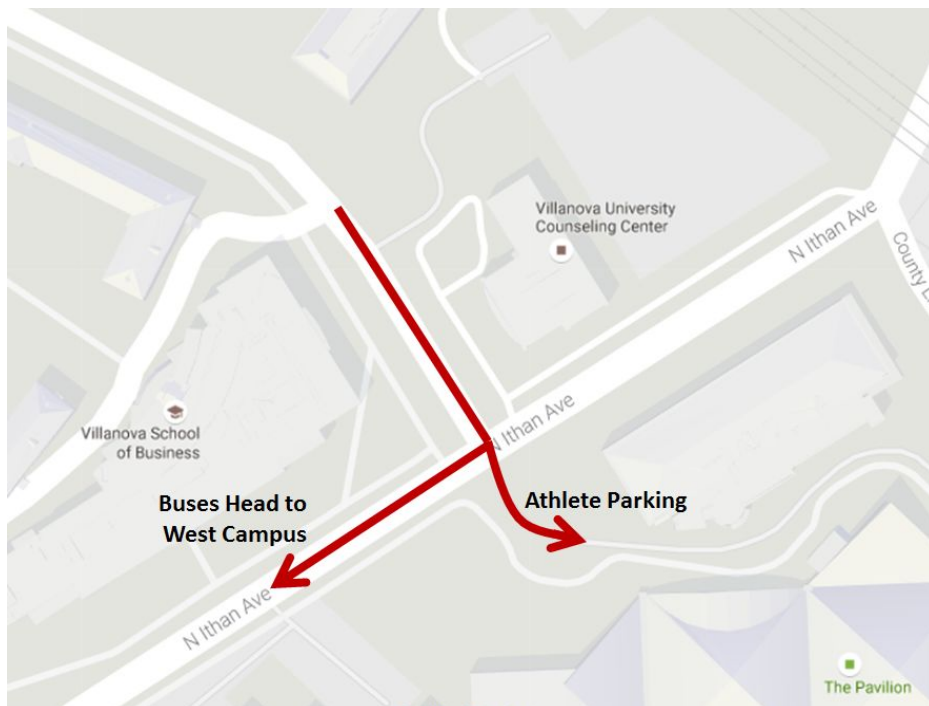 Villanova University
Counseling Center
N Ithan Ave
County L
N Ithan Ave
Villanova School
of Business
Buses Head to
West Campus
Athlete Parking
N Ithan Ave
The Pavilion